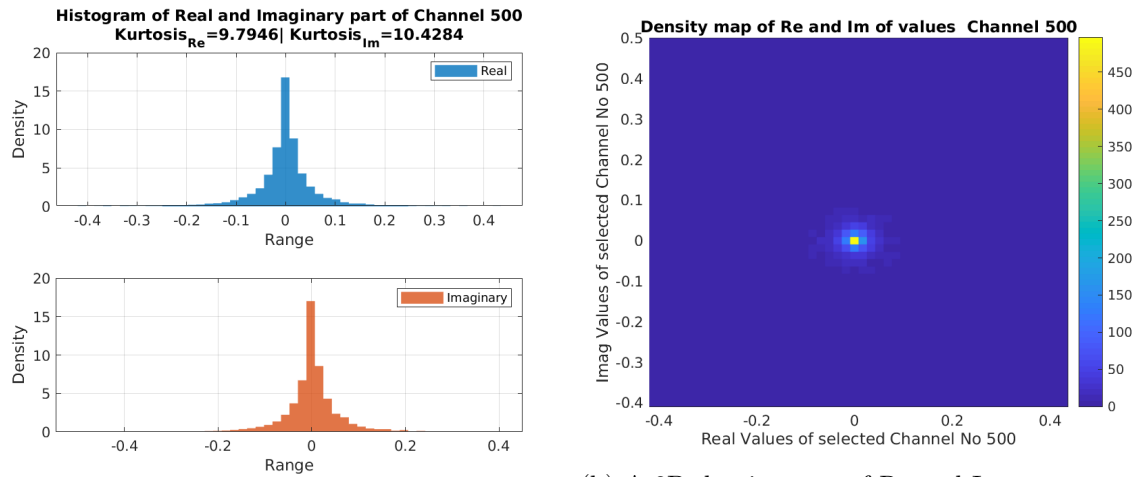 Histogram of Real and Imaginary part of Channel 500
Kurtosis_Re=9.7946| Kurtosis_Im=10.4284
20
15
10
5
0
Density
Real
-0.4 -0.3 -0.2 -0.1 0 0.1 0.2 0.3 0.4
Range
20
15
10
5
0
Density
Imaginary
-0.4 -0.2 0 0.2 0.4
Range
Density map of Re and Im of values Channel 500
0.5
0.4
0.3
0.2
0.1
0
-0.1
-0.2
-0.3
-0.4
Imag Values of selected Channel No 500
-0.4 -0.2 0 0.2 0.4
Real Values of selected Channel No 500
450
400
350
300
250
200
150
100
50
0